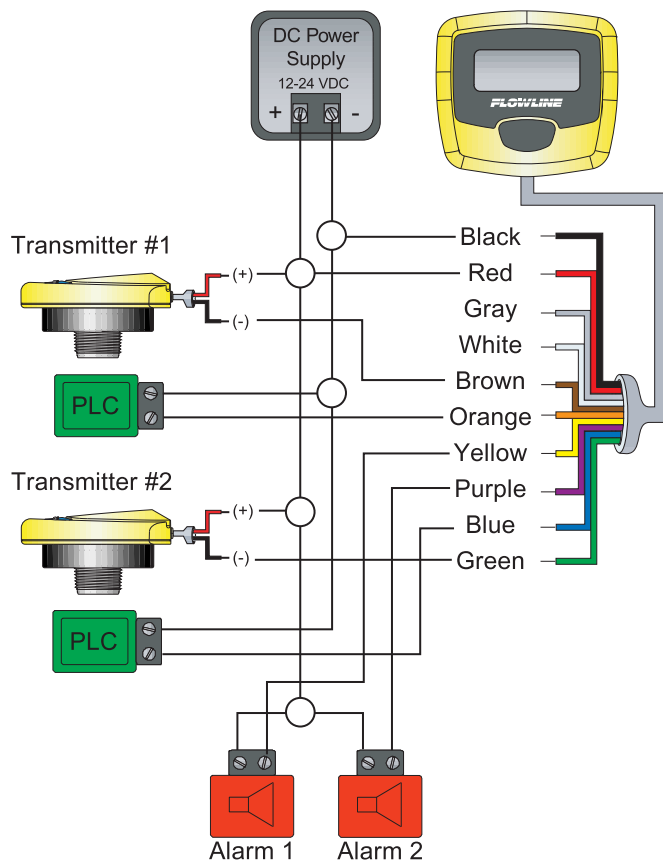 DC Power
Supply
12-24 VDC
+ -
FLOWLINE
Transmitter #1
(+)
(-)
PLC
Transmitter #2
(+)
(-)
PLC
Black
Red
Gray
White
Brown
Orange
Yellow
Purple
Blue
Green
Alarm 1
Alarm 2